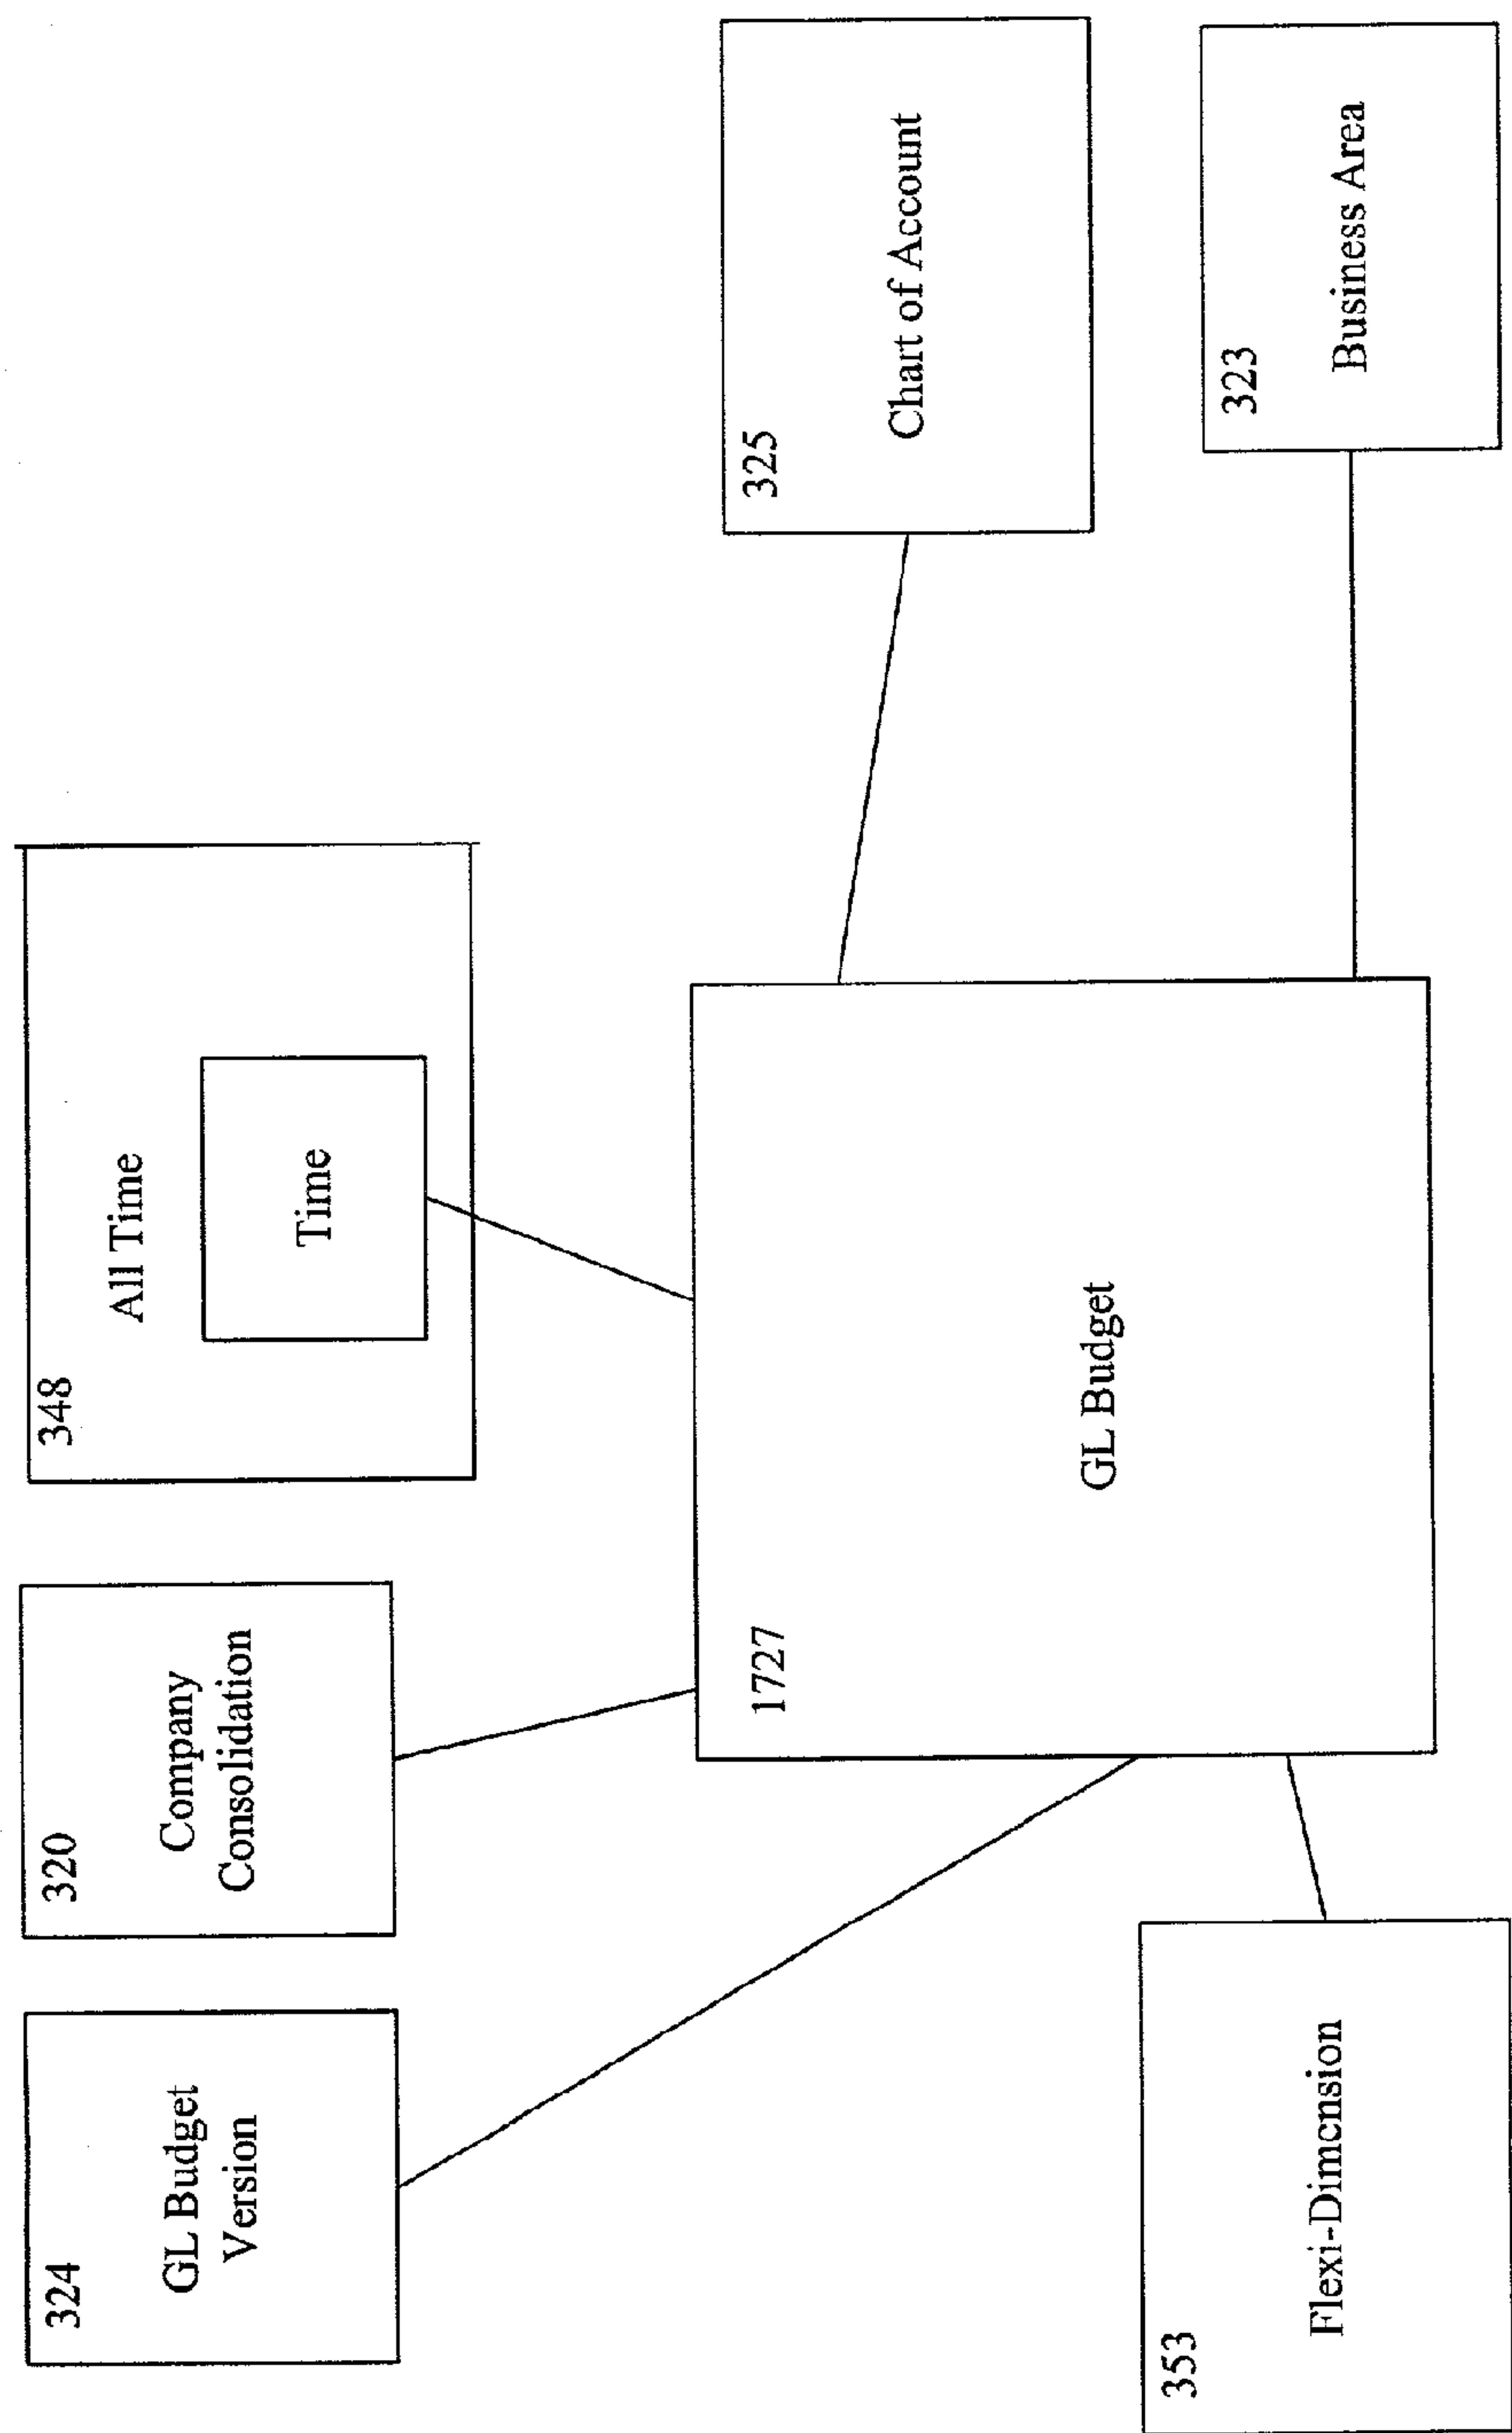 324
GL Budget
Version
320
Company
Consolidation
348
All Time
Time
325
Chart of Account
1727
GL Budget
353
Flexi-Dimension
323
Business Area